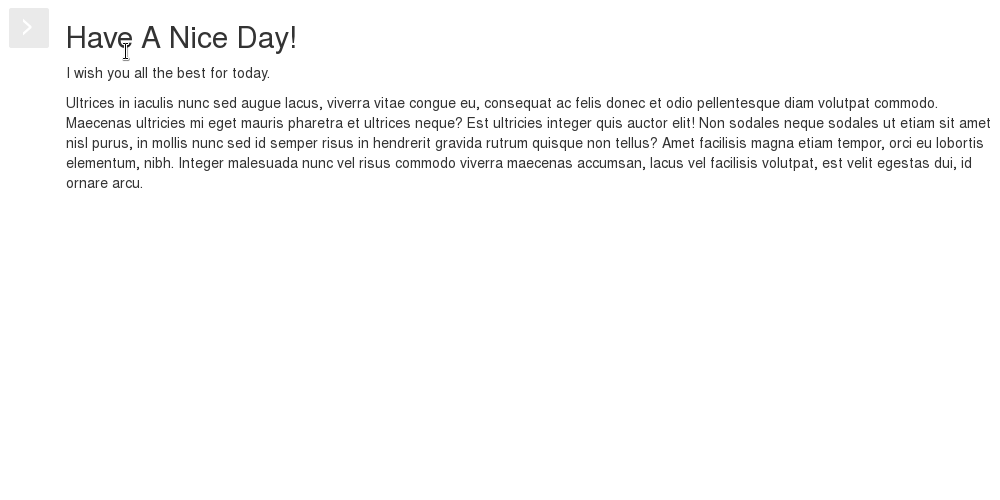 Have A Nice Day!
I wish you all the best for today.
Ultrices in iaculis nunc sed augue lacus, viverra vitae congue eu, consequat ac felis donec et odio pellentesque diam volutpat commodo.
Maecenas ultricies mi eget mauris pharetra et ultrices neque? Est ultricies integer quis auctor elit! Non sodales neque sodales ut etiam sit amet
nisl purus, in mollis nunc sed id semper risus in hendrerit gravida rutrum quisque non tellus? Amet facilisis magna etiam tempor, orci eu lobortis
elementum, nibh. Integer malesuada nunc vel risus commodo viverra maecenas accumsan, lacus vel facilisis volutpat, est velit egestas dui, id
ornare arcu.